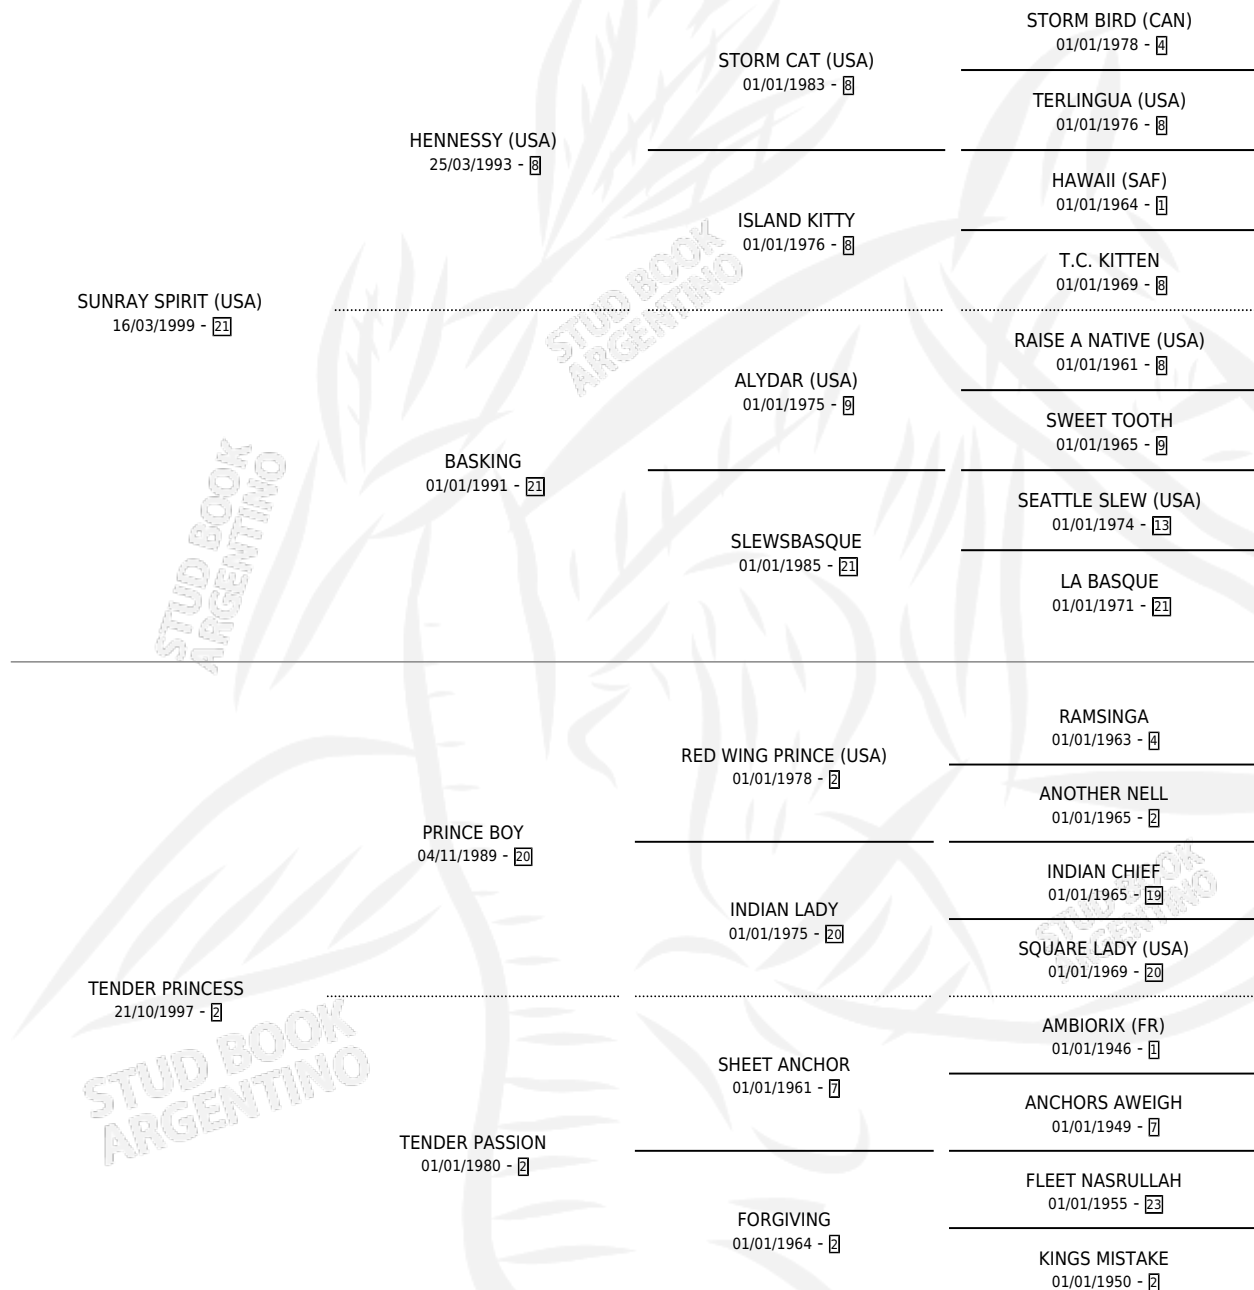 STORM BIRD (CAN)
01/01/1978 - 4
STORM CAT (USA)
01/01/1983 - 8
TERLINGUA (USA)
01/01/1976 - 8
HENNESSY (USA)
25/03/1993 - 8
HAWAII (SAF)
01/01/1964 - 1
ISLAND KITTY
01/01/1976 - 8
T.C. KITTEN
01/01/1969 - 8
SUNRAY SPIRIT (USA)
16/03/1999 - 21
RAISE A NATIVE (USA)
01/01/1961 - 8
ALYDAR (USA)
01/01/1975 - 9
SWEET TOOTH
01/01/1965 - 9
BASKING
01/01/1991 - 21
SEATTLE SLEW (USA)
01/01/1974 - 13
SLEWSBASQUE
01/01/1985 - 21
LA BASQUE
01/01/1971 - 21
RAMSINGA
01/01/1963 - 4
RED WING PRINCE (USA)
01/01/1978 - 2
ANOTHER NELL
01/01/1965 - 2
PRINCE BOY
04/11/1989 - 20
INDIAN CHIEF
01/01/1965 - 19
INDIAN LADY
01/01/1975 - 20
SQUARE LADY (USA)
01/01/1969 - 20
TENDER PRINCESS
21/10/1997 - 2
AMBIORIX (FR)
01/01/1946 - 1
SHEET ANCHOR
01/01/1961 - 7
ANCHORS AWEIGH
01/01/1949 - 7
TENDER PASSION
01/01/1980 - 2
FLEET NASRULLAH
01/01/1955 - 23
FORGIVING
01/01/1964 - 2
KINGS MISTAKE
01/01/1950 - 2
STUD BOOK
ARGENTINO
STUD BOOK
ARGENTINO
STUD BOOK
ARGENTINO
STUD BOOK
ARGENTINO